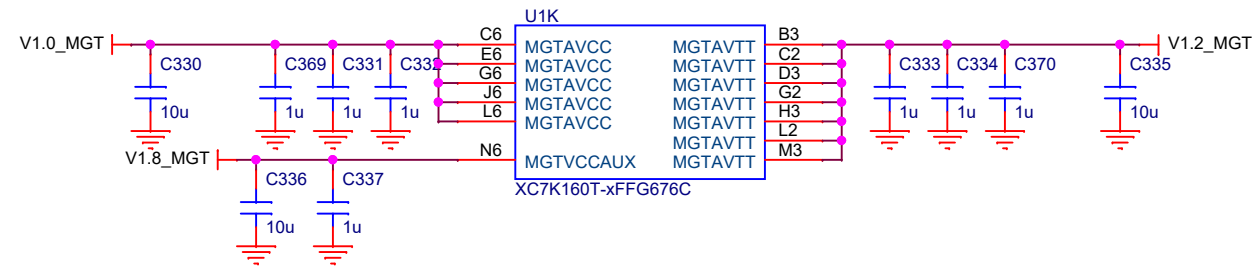 U1K
V1.0_MGT C6 MGTAVCC MGTAVTT B3 V1.2_MGT
E6 MGTAVCC MGTAVTT C2
C330 C369 C331 C332 G6 MGTAVCC MGTAVTT D3 C333 C334 C370 C335
J6 MGTAVCC MGTAVTT G2
10u 1u 1u 1u L6 MGTAVCC MGTAVTT H3 1u 1u 1u 10u
MGTAVTT L2
V1.8_MGT N6 MGTVCCAUX MGTAVTT M3
C336 C337 XC7K160T-xFFG676C
10u 1u